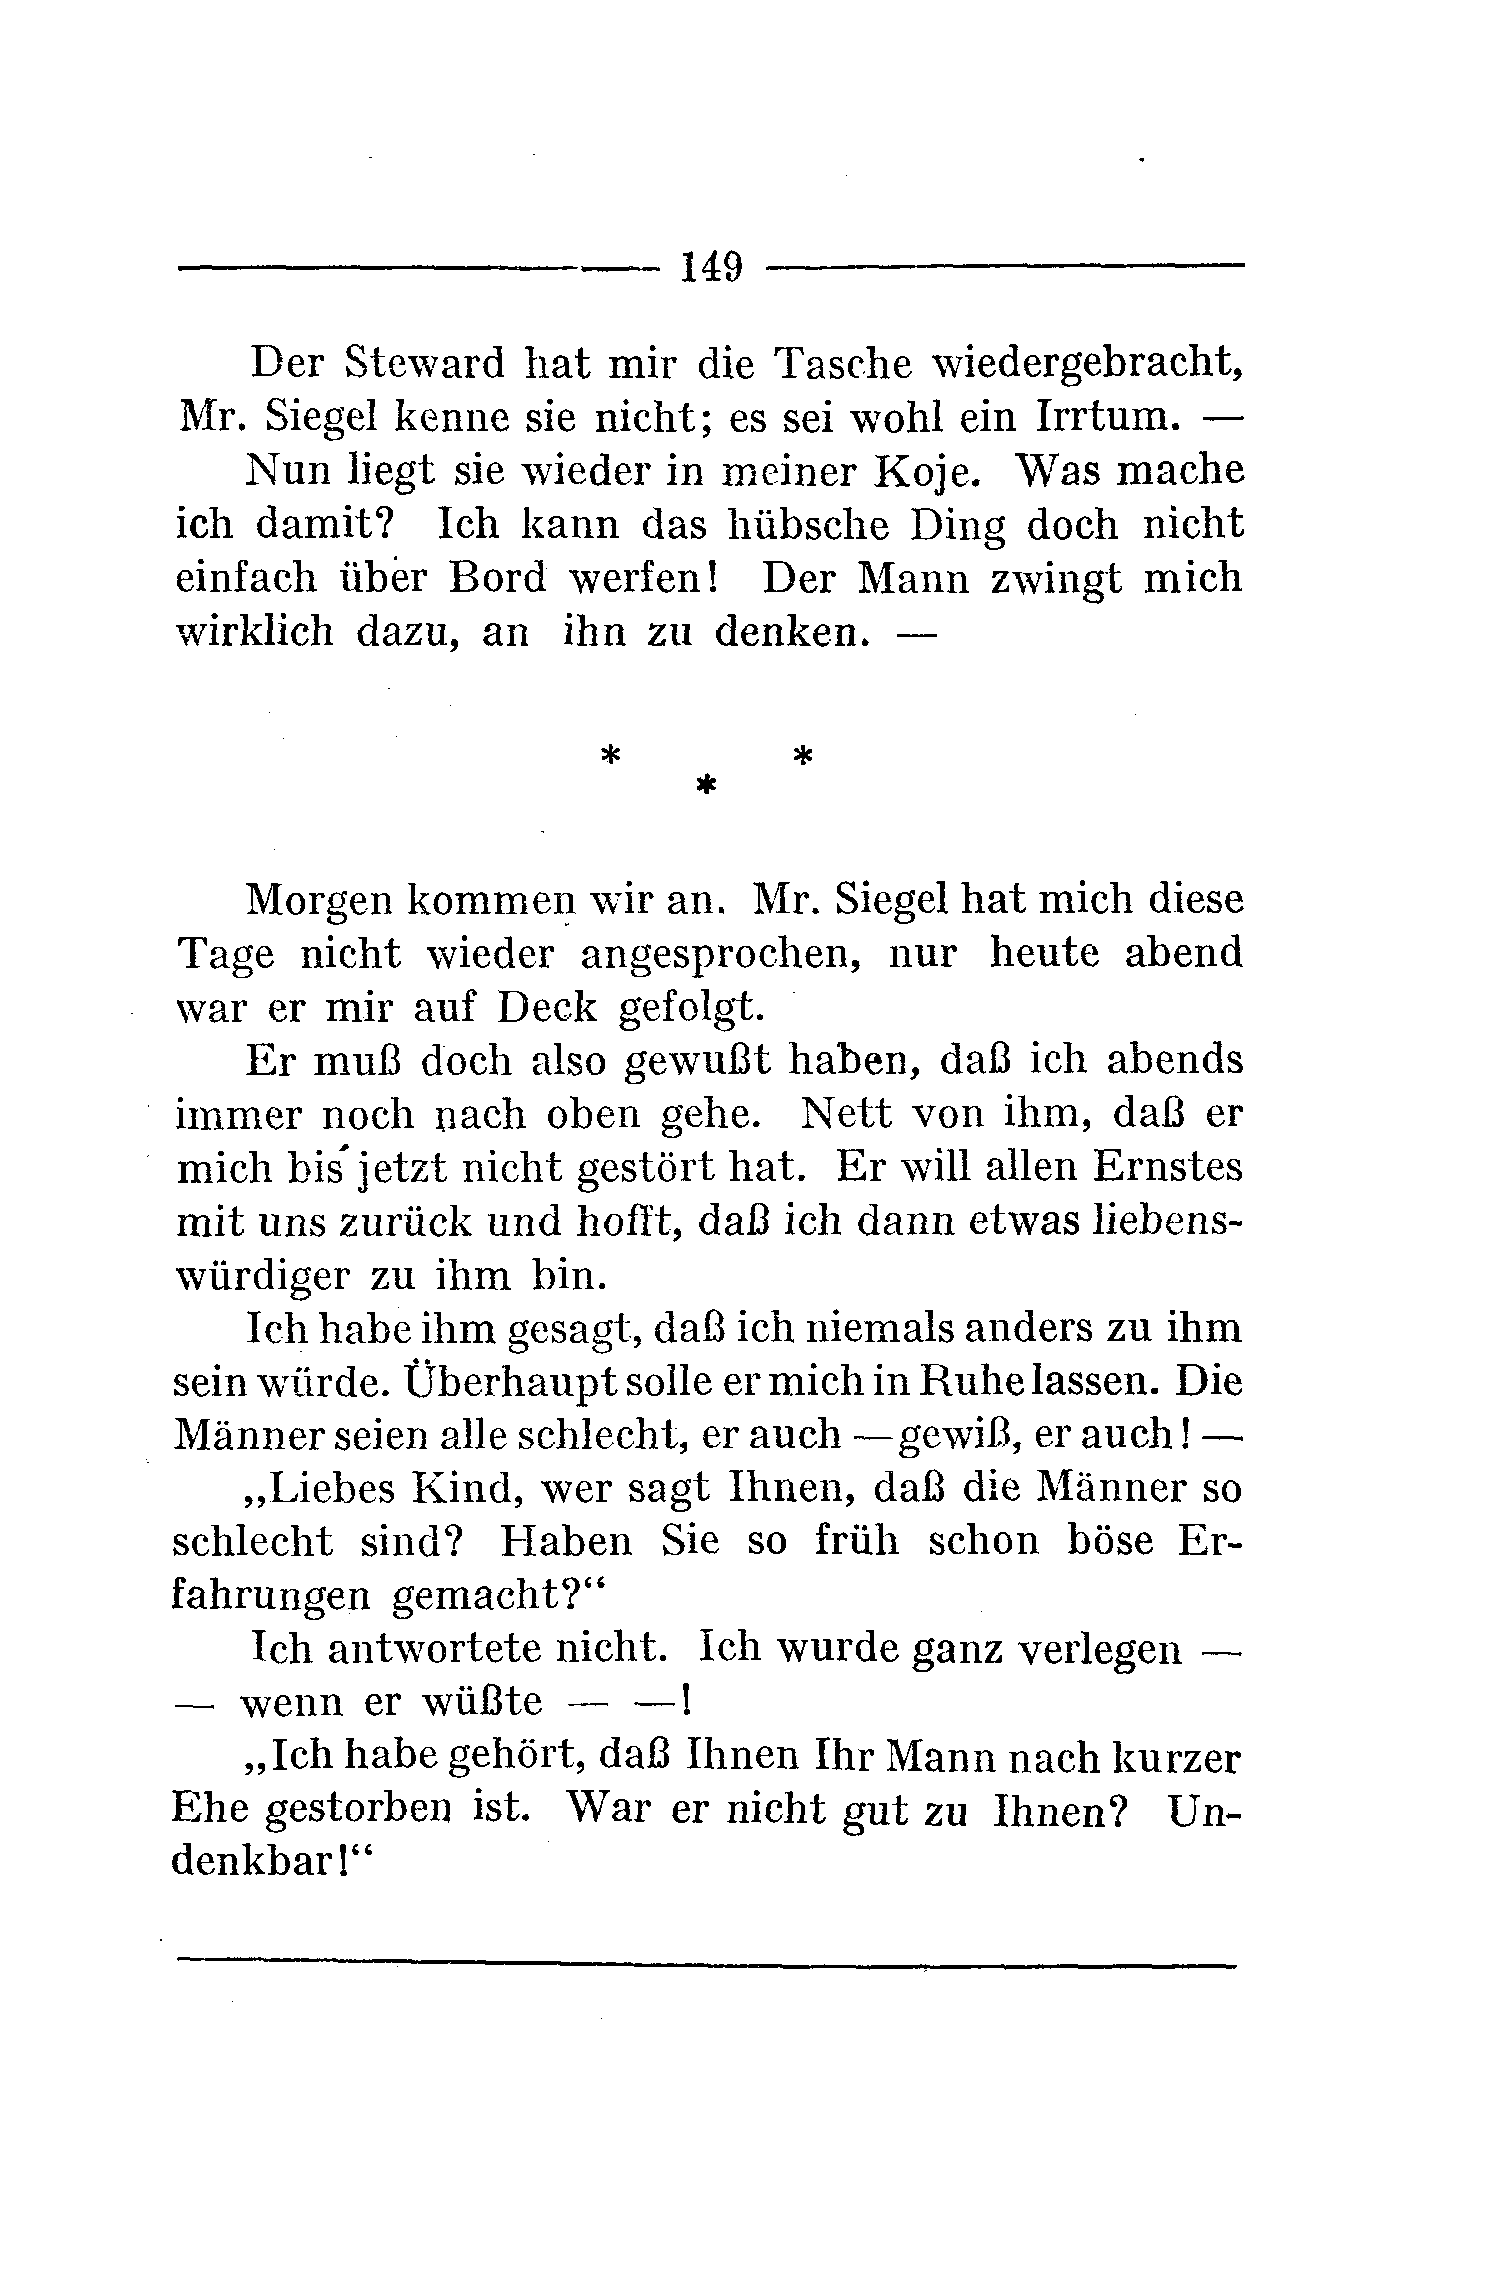 149
Der Steward hat mir die Tasche wiedergebracht,
Mr. Siegel kenne sie nicht; es sei wohl ein Irrtum. —
Nun liegt sie wieder in meiner Koje. Was mache
ich damit? Ich kann das hübsche Ding doch nicht
einfach über Bord werfen! Der Mann zwingt mich
wirklich dazu, an ihn zu denken. —
* *
*
Morgen kommen wir an. Mr. Siegel hat mich diese
Tage nicht wieder angesprochen, nur heute abend
war er mir auf Deck gefolgt.
Er muß doch also gewußt haben, daß ich abends
immer noch nach oben gehe. Nett von ihm, daß er
mich bis jetzt nicht gestört hat. Er will allen Ernstes
mit uns zurück und hofft, daß ich dann etwas liebens-
würdiger zu ihm bin.
Ich habe ihm gesagt, daß ich niemals anders zu ihm
sein würde. Überhaupt solle er mich in Ruhe lassen. Die
Männer seien alle schlecht, er auch — gewiß, er auch! —
„Liebes Kind, wer sagt Ihnen, daß die Männer so
schlecht sind? Haben Sie so früh schon böse Er-
fahrungen gemacht?“
Ich antwortete nicht. Ich wurde ganz verlegen —
— wenn er wüßte — —!
„Ich habe gehört, daß Ihnen Ihr Mann nach kurzer
Ehe gestorben ist. War er nicht gut zu Ihnen? Un-
denkbar!“